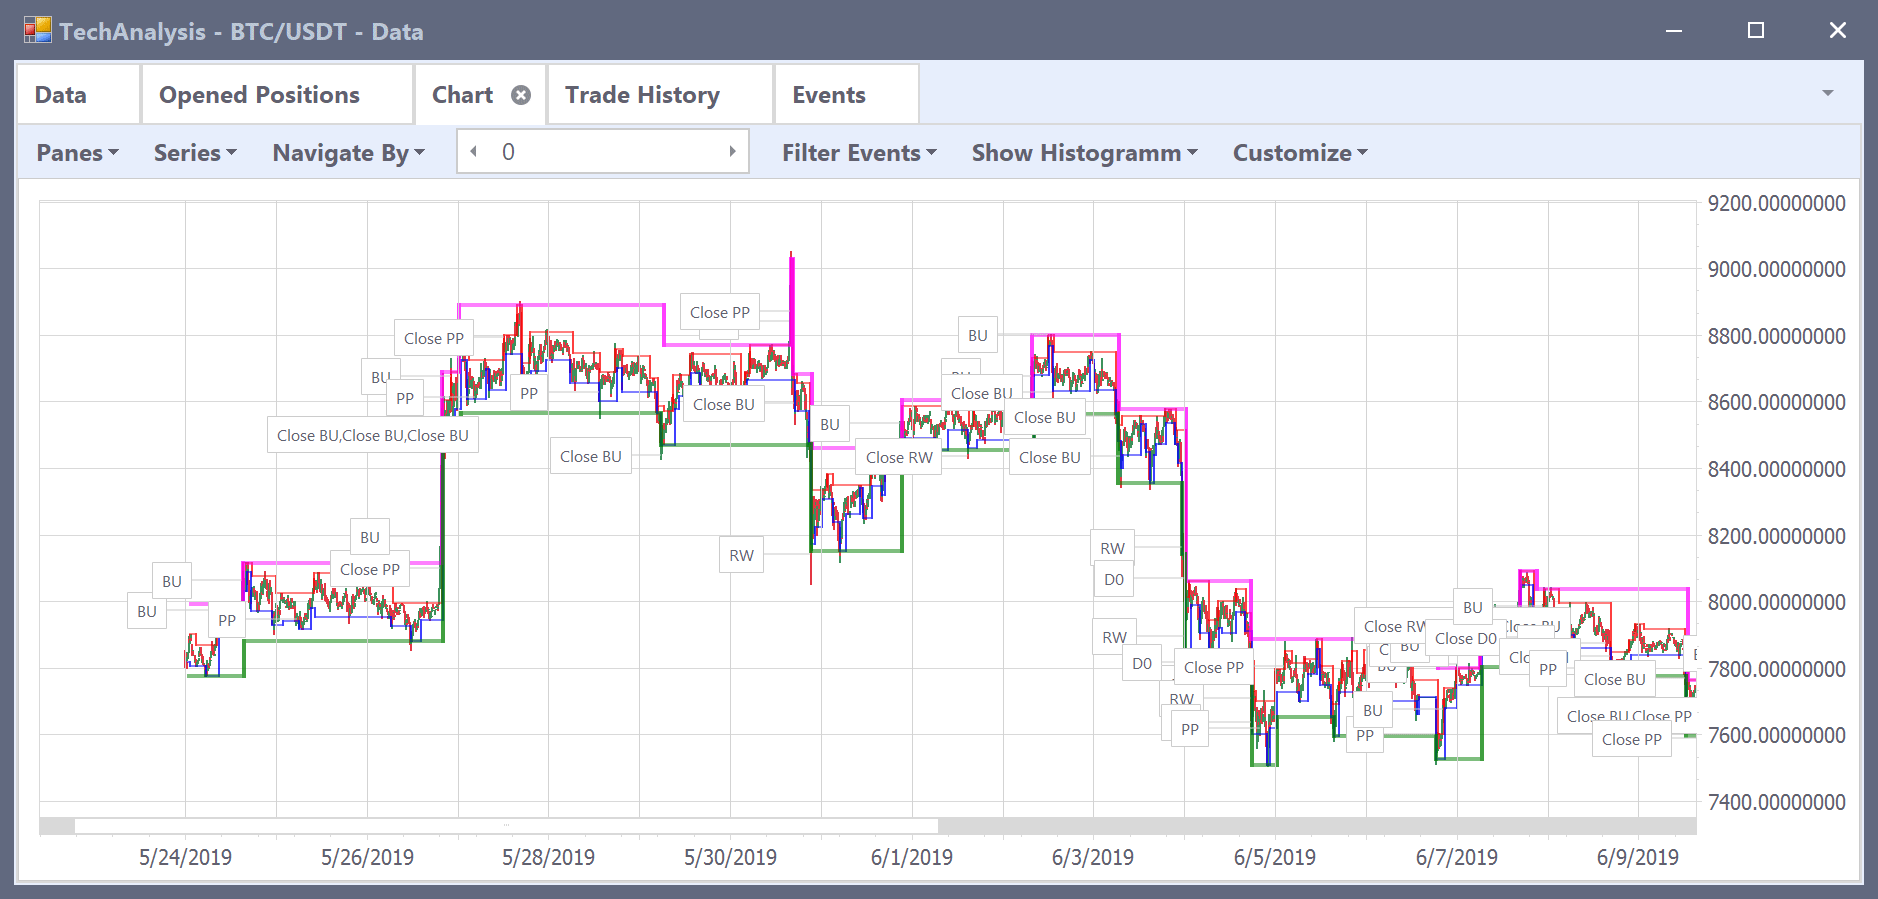 TechAnalysis - BTC/USDT - Data
Data
Opened Positions
Chart
Trade History
Events
Panes
Series
Navigate By
0
Filter Events
Show Histogramm
Customize
9200.00000000
9000.00000000
8800.00000000
8600.00000000
8400.00000000
8200.00000000
8000.00000000
7800.00000000
7600.00000000
7400.00000000
Close PP
BU
PP
Close BU,Close BU,Close BU
BU
Close PP
BU
BU
PP
PP
Close BU
Close PP
Close BU
BU
RW
Close RW
BU
Close BU
Close BU
Close BU
RW
D0
RW
D0
Close PP
RW
PP
Close RW
BU
BU
PP
BU
Close D0
Close BU
PP
Close BU
Close BU,Close PP
Close PP
5/24/2019
5/26/2019
5/28/2019
5/30/2019
6/1/2019
6/3/2019
6/5/2019
6/7/2019
6/9/2019